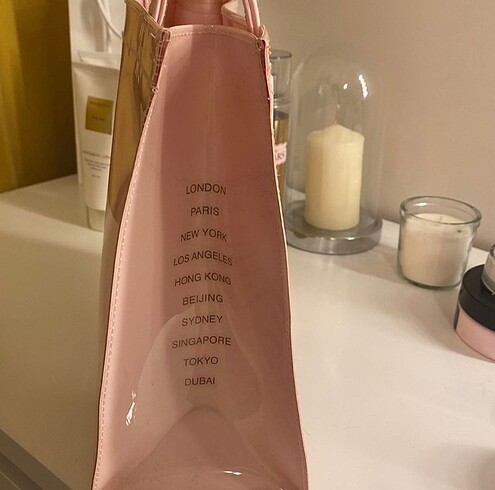 LONDON
PARIS
NEW YORK
LOS ANGELES
HONG KONG
BEIJING
SYDNEY
SINGAPORE
TOKYO
DUBAI